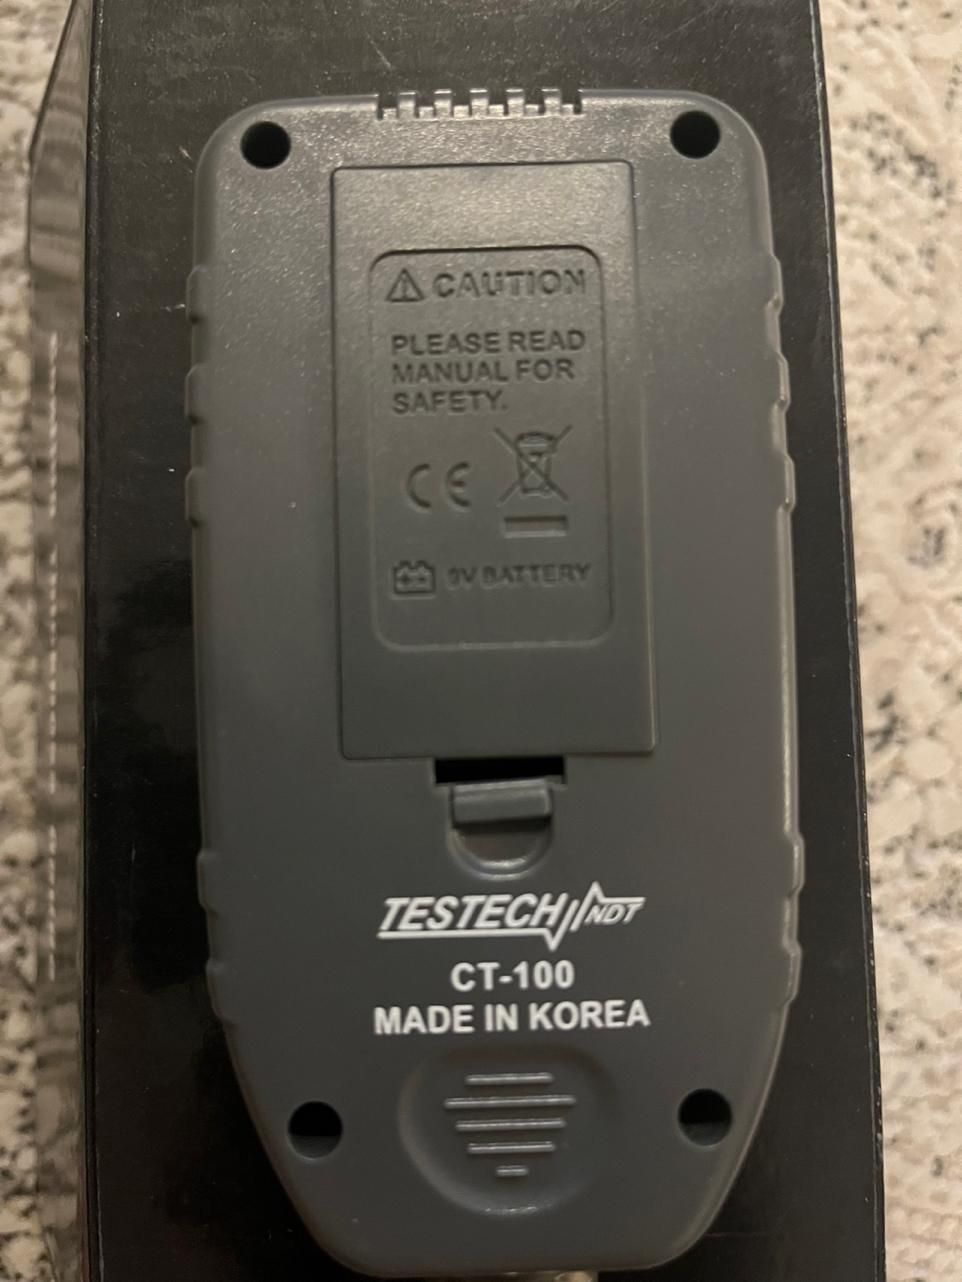 CAUTION
PLEASE READ
MANUAL FOR
SAFETY.
CE
9V BATTERY
TESTECH NDT
CT-100
MADE IN KOREA